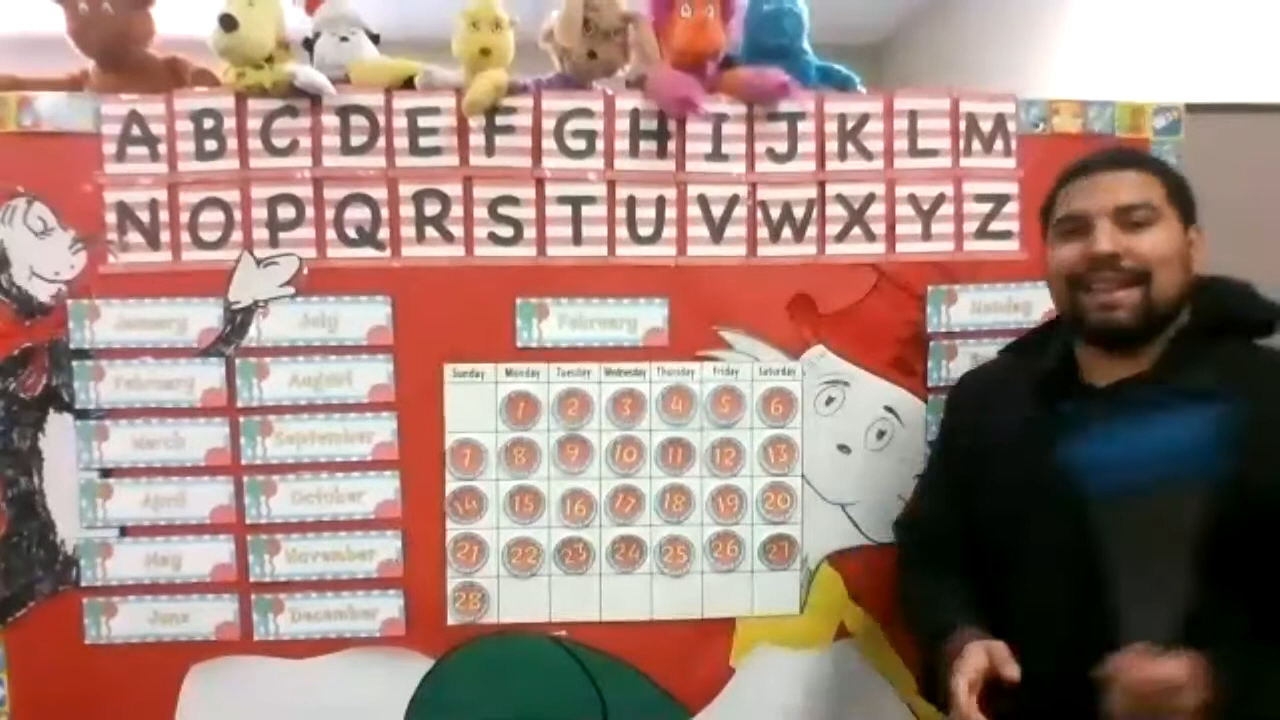 A B C D E F G H I J K L M
N O P Q R S T U V W X Y Z
January July
February August
March September
April October
May November
June December
February
Sunday Monday Tuesday Wednesday Thursday Friday Saturday
1 2 3 4 5 6
7 8 9 10 11 12 13
14 15 16 17 18 19 20
21 22 23 24 25 26 27
28
Monday